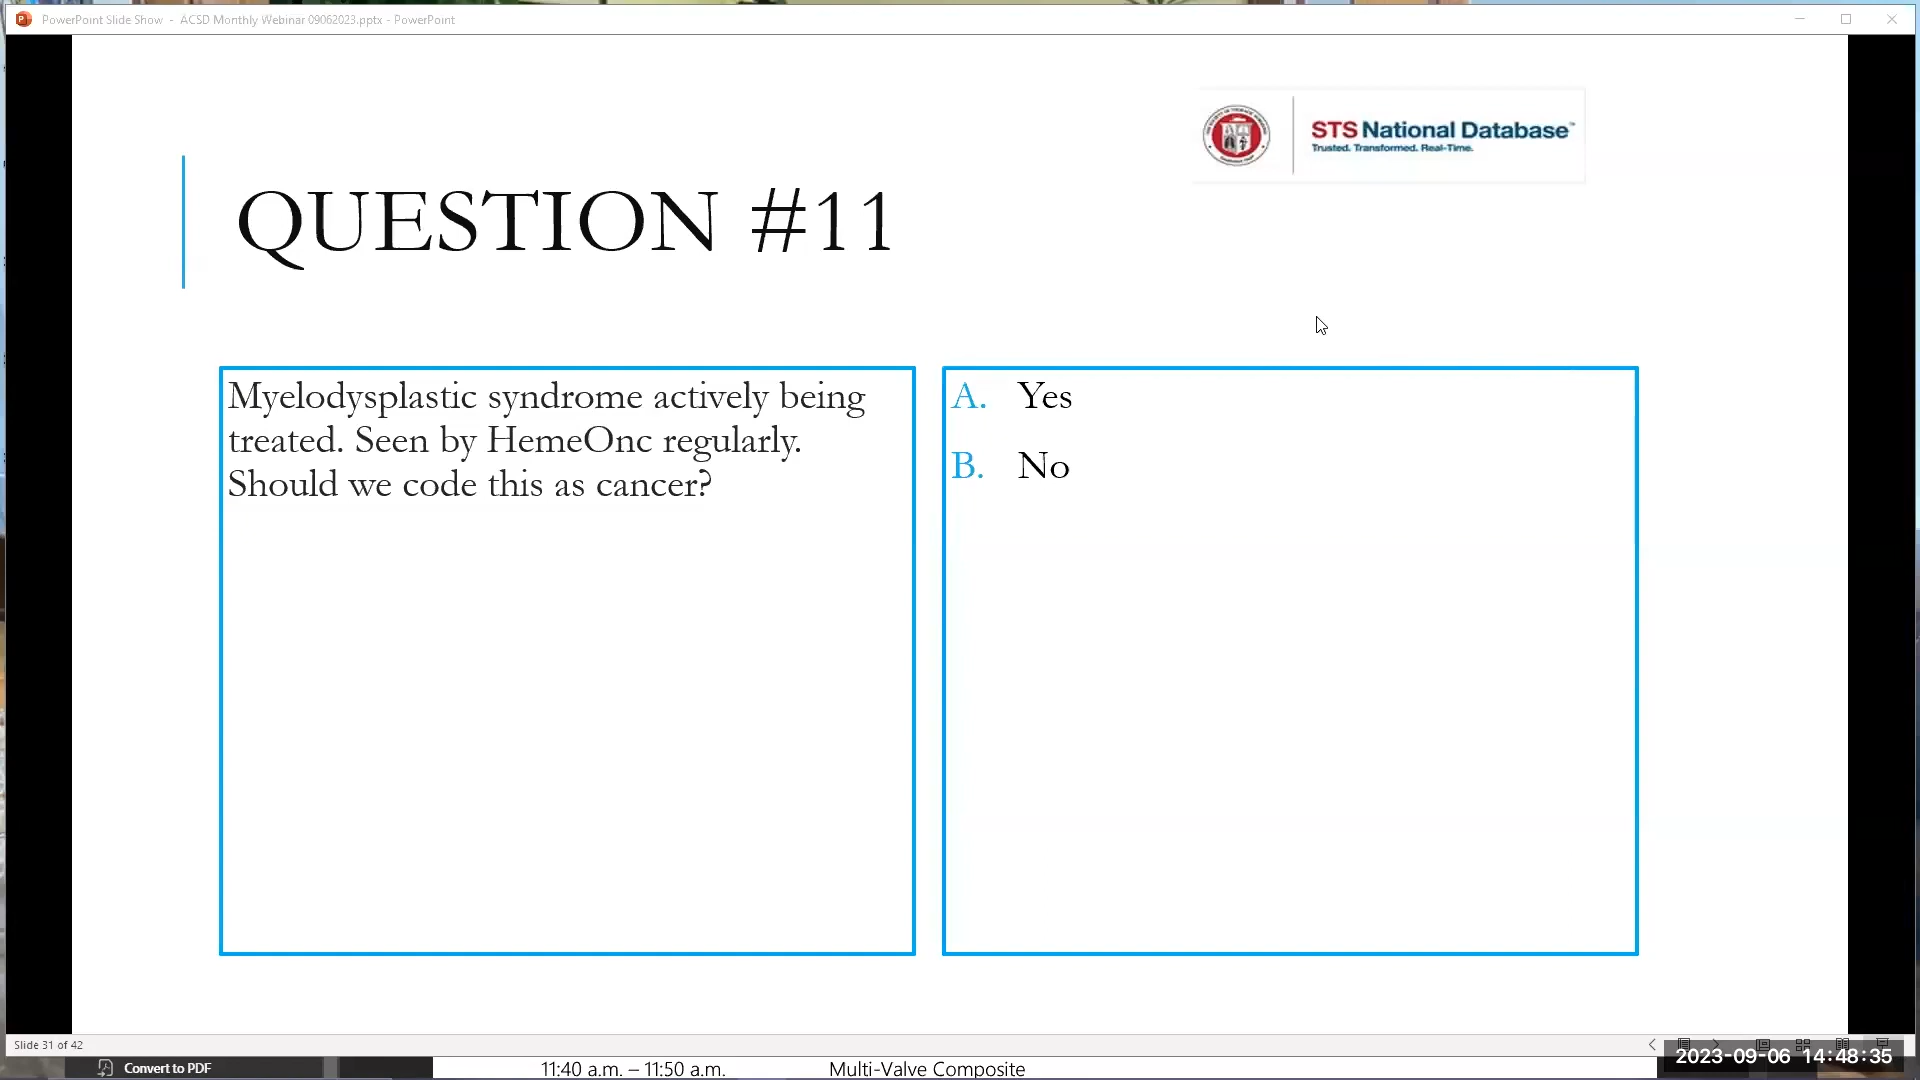 PowerPoint Slide Show - ACSD Monthly Webinar 09062023.pptx - PowerPoint
STS National Database™
Trusted. Transformed. Real-Time.
QUESTION #11
Myelodysplastic syndrome actively being
treated. Seen by HemeOnc regularly.
Should we code this as cancer?
A. Yes
B. No
Slide 31 of 42
2023-09-06 14:48:35
Convert to PDF
11:40 a.m. – 11:50 a.m.
Multi-Valve Composite